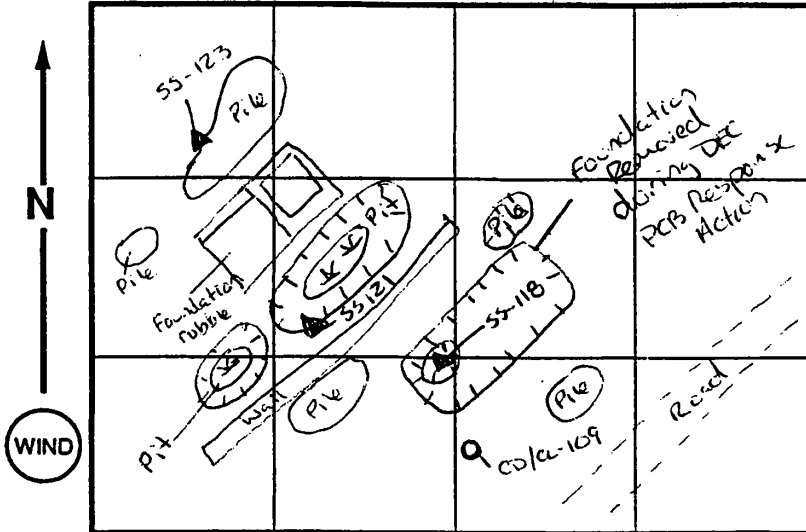 SS-123
Pile
Foundation
Removed
during DEC
PCB Response
Action
N
Pit
Pile
Pile
Foundation
rubble
SS121
SS-118
Wall
Pile
Pile
Road
WIND
Pit
CO/CL-109